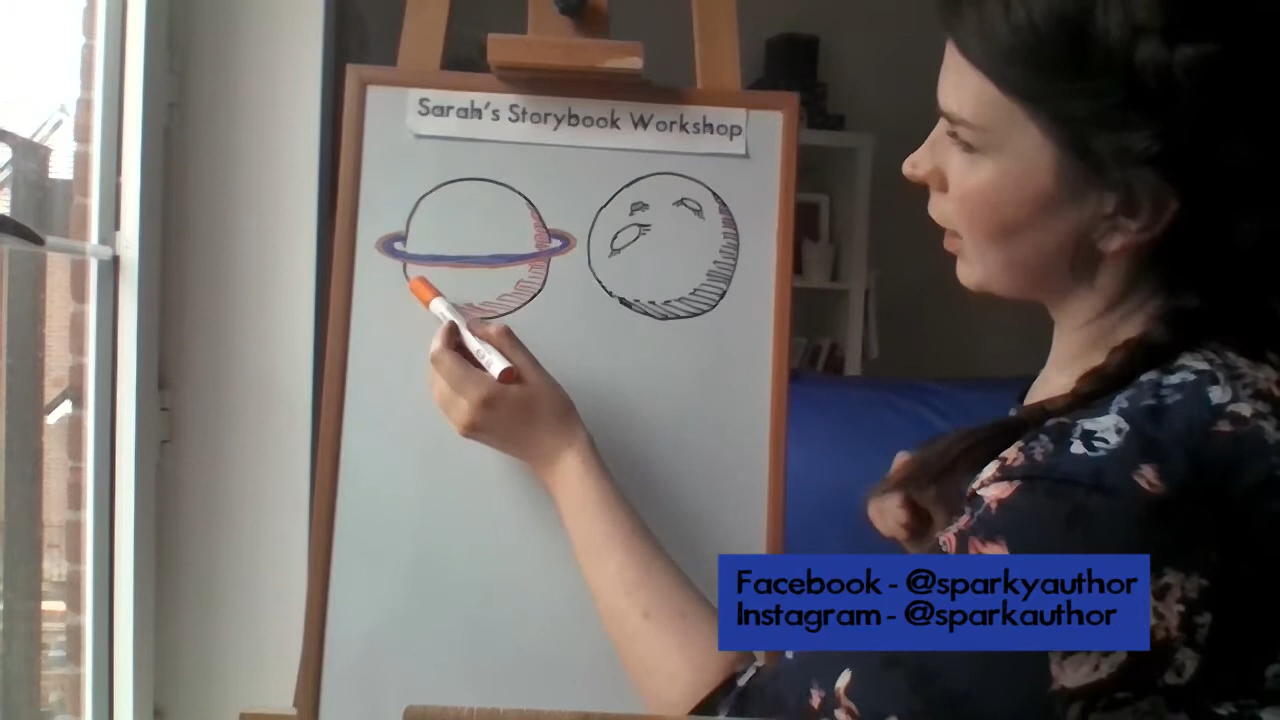 Sarah's Storybook Workshop
Facebook - @sparkyauthor
Instagram - @sparkauthor